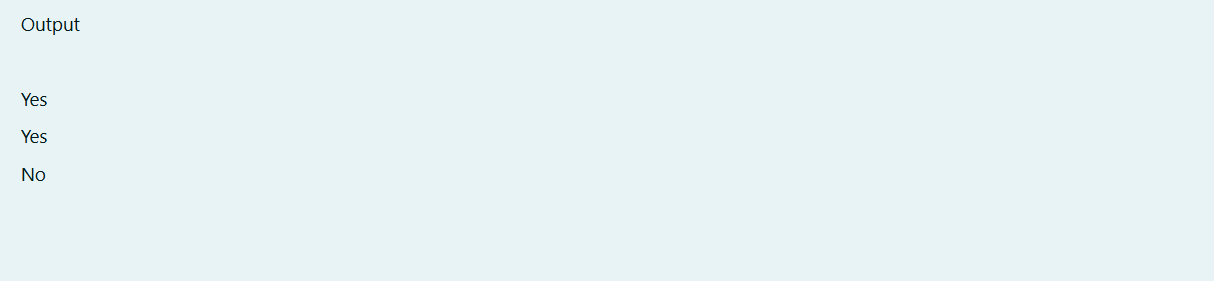 Output
Yes
Yes
No